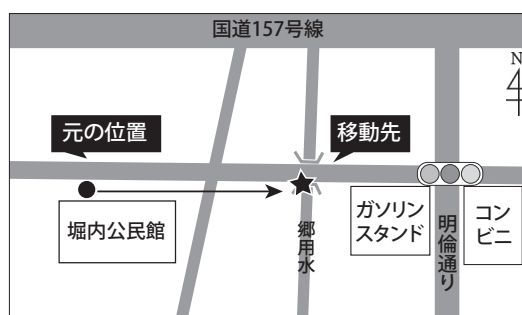 国道157号線
N
元の位置
移動先
堀内公民館
郷用水
ガソリン
スタンド
明倫通り
コン
ビニ